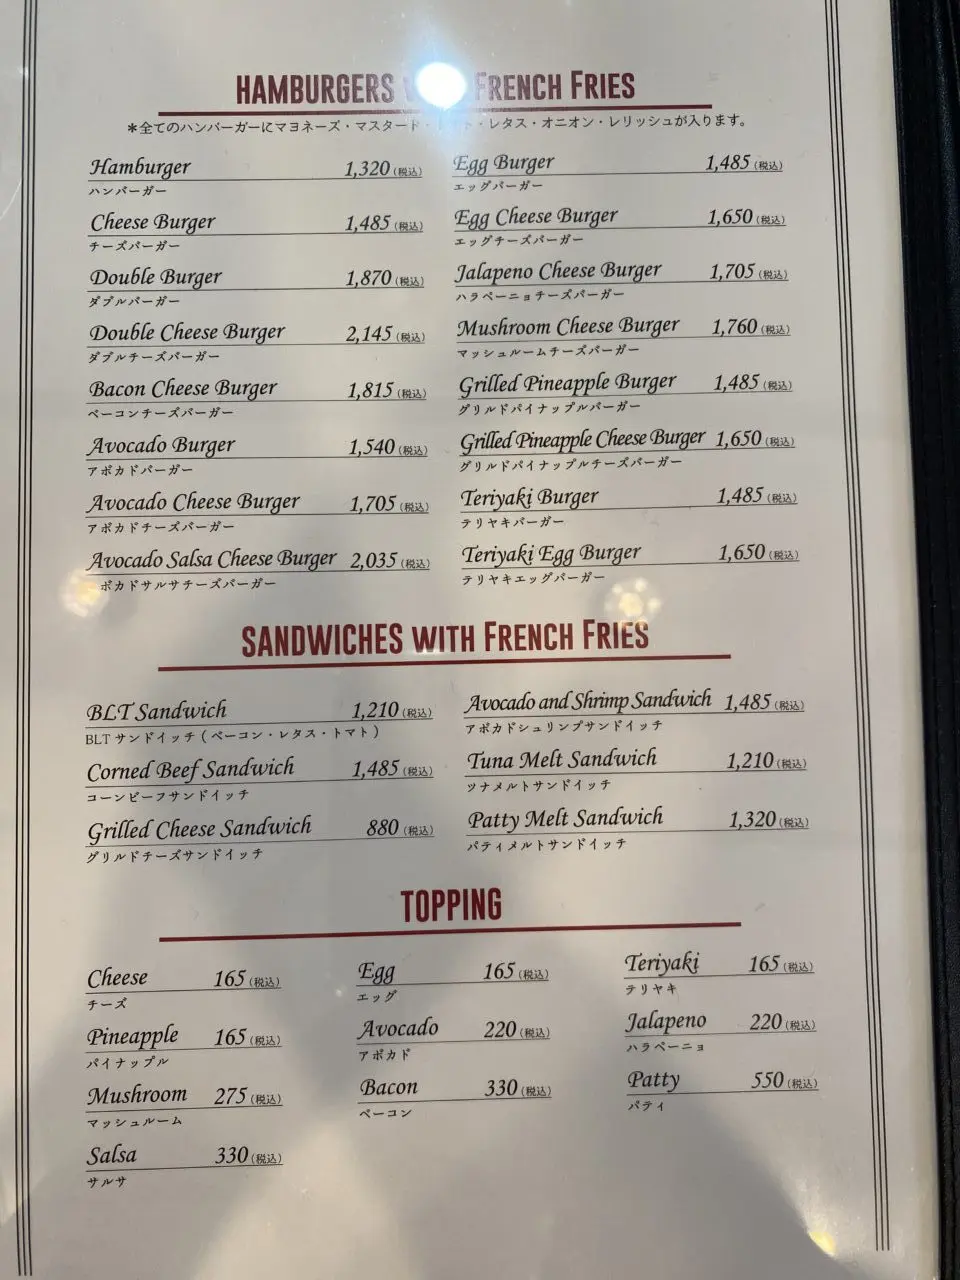 HAMBURGERS FRENCH FRIES
＊全てのハンバーガーにマヨネーズ・マスタード・ ・レタス・オニオン・レリッシュが入ります。
Hamburger 1,320(税込)
ハンバーガー
Cheese Burger 1,485(税込)
チーズバーガー
Double Burger 1,870(税込)
ダブルバーガー
Double Cheese Burger 2,145(税込)
ダブルチーズバーガー
Bacon Cheese Burger 1,815(税込)
ベーコンチーズバーガー
Avocado Burger 1,540(税込)
アボカドバーガー
Avocado Cheese Burger 1,705(税込)
アボカドチーズバーガー
Avocado Salsa Cheese Burger 2,035(税込)
ボカドサルサチーズバーガー
Egg Burger 1,485(税込)
エッグバーガー
Egg Cheese Burger 1,650(税込)
エッグチーズバーガー
Jalapeno Cheese Burger 1,705(税込)
ハラペーニョチーズバーガー
Mushroom Cheese Burger 1,760(税込)
マッシュルームチーズバーガー
Grilled Pineapple Burger 1,485(税込)
グリルドパイナップルバーガー
Grilled Pineapple Cheese Burger 1,650(税込)
グリルドパイナップルチーズバーガー
Teriyaki Burger 1,485(税込)
テリヤキバーガー
Teriyaki Egg Burger 1,650(税込)
テリヤキエッグバーガー
SANDWICHES WITH FRENCH FRIES
BLT Sandwich 1,210(税込)
BLT サンドイッチ ( ベーコン・レタス・トマト )
Corned Beef Sandwich 1,485(税込)
コーンビーフサンドイッチ
Grilled Cheese Sandwich 880(税込)
グリルドチーズサンドイッチ
Avocado and Shrimp Sandwich 1,485(税込)
アボカドシュリンプサンドイッチ
Tuna Melt Sandwich 1,210(税込)
ツナメルトサンドイッチ
Patty Melt Sandwich 1,320(税込)
パティメルトサンドイッチ
TOPPING
Cheese 165(税込)
チーズ
Pineapple 165(税込)
パイナップル
Mushroom 275(税込)
マッシュルーム
Salsa 330(税込)
サルサ
Egg 165(税込)
エッグ
Avocado 220(税込)
アボカド
Bacon 330(税込)
ベーコン
Teriyaki 165(税込)
テリヤキ
Jalapeno 220(税込)
ハラペーニョ
Patty 550(税込)
パティ